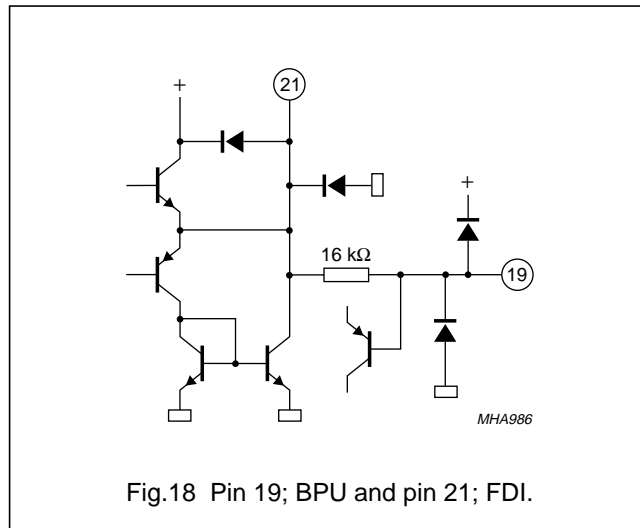 +
21
+
16 kΩ
19
MHA986
Fig.18 Pin 19; BPU and pin 21; FDI.